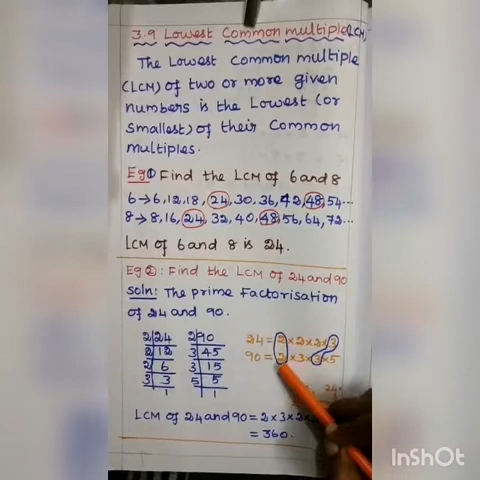 3.9 Lowest Common multiple (LCM)
The Lowest Common multiple
(LCM) of two or more given
numbers is the Lowest (or
Smallest) of their Common
multiples.
Eg ①: Find the LCM of 6 and 8
6 → 6, 12, 18, 24, 30, 36, 42, 48, 54...
8 → 8, 16, 24, 32, 40, 48, 56, 64, 72...
LCM of 6 and 8 is 24.
Eg ②: Find the LCM of 24 and 90
Soln: The prime Factorisation
of 24 and 90.
2 24
2 12
2 6
3 3
1
2 90
3 45
3 15
5 5
1
24 = 2 × 2 × 2 × 3
90 = 2 × 3 × 3 × 5
LCM of 24 and 90 = 2 × 3 × 2 ×
= 360.
InShOt